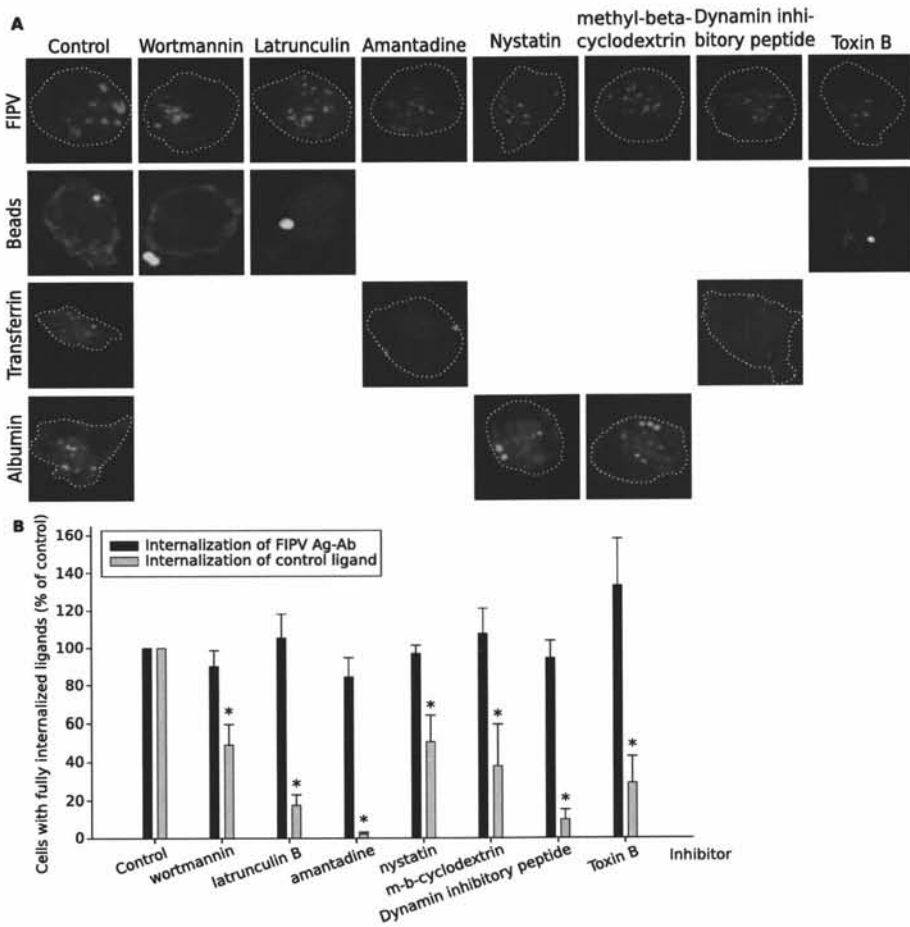 A
Control
Wortmannin
Latrunculin
Amantadine
Nystatin
methyl-beta-
cyclodextrin
Dynamin inhi-
bitory peptide
Toxin B
FIPV
Beads
Transferrin
Albumin
B
Cells with fully internalized ligands (% of control)
160
140
120
100
80
60
40
20
0
Internalization of FIPV Ag-Ab
Internalization of control ligand
*
*
*
*
*
*
*
Control
wortmannin
latrunculin B
amantadine
nystatin
m-b-cyclodextrin
Dynamin inhibitory peptide
Toxin B
Inhibitor